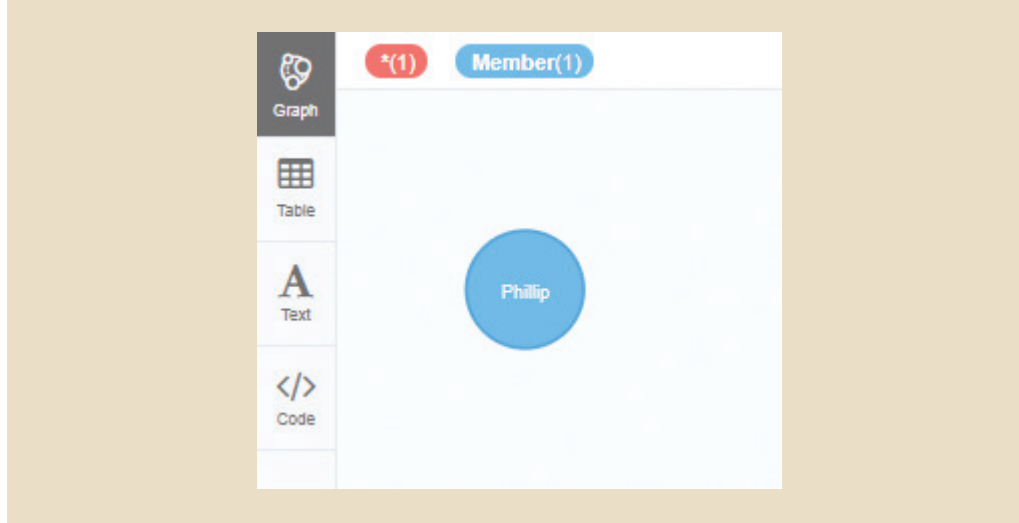 *(1) Member(1)
Graph
Table
A
Text
Phillip
</>
Code